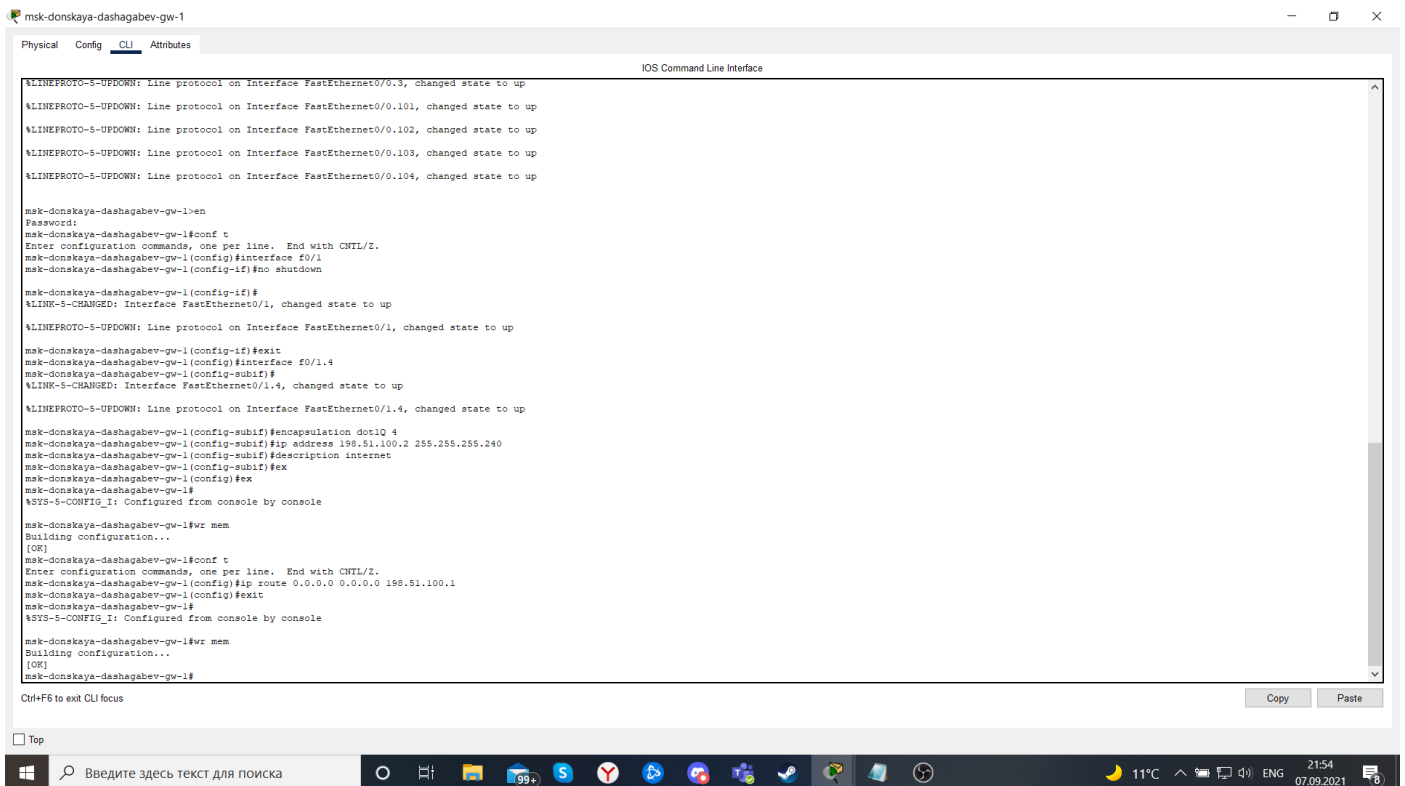 msk-donskaya-dashagabev-gw-1
Physical Config CLI Attributes
IOS Command Line Interface
%LINEPROTO-5-UPDOWN: Line protocol on Interface FastEthernet0/0.3, changed state to up
%LINEPROTO-5-UPDOWN: Line protocol on Interface FastEthernet0/0.101, changed state to up
%LINEPROTO-5-UPDOWN: Line protocol on Interface FastEthernet0/0.102, changed state to up
%LINEPROTO-5-UPDOWN: Line protocol on Interface FastEthernet0/0.103, changed state to up
%LINEPROTO-5-UPDOWN: Line protocol on Interface FastEthernet0/0.104, changed state to up
msk-donskaya-dashagabev-gw-1>en
Password:
msk-donskaya-dashagabev-gw-1#conf t
Enter configuration commands, one per line. End with CNTL/Z.
msk-donskaya-dashagabev-gw-1(config)#interface f0/1
msk-donskaya-dashagabev-gw-1(config-if)#no shutdown
msk-donskaya-dashagabev-gw-1(config-if)#
%LINK-5-CHANGED: Interface FastEthernet0/1, changed state to up
%LINEPROTO-5-UPDOWN: Line protocol on Interface FastEthernet0/1, changed state to up
msk-donskaya-dashagabev-gw-1(config-if)#exit
msk-donskaya-dashagabev-gw-1(config)#interface f0/1.4
msk-donskaya-dashagabev-gw-1(config-subif)#
%LINK-5-CHANGED: Interface FastEthernet0/1.4, changed state to up
%LINEPROTO-5-UPDOWN: Line protocol on Interface FastEthernet0/1.4, changed state to up
msk-donskaya-dashagabev-gw-1(config-subif)#encapsulation dot1Q 4
msk-donskaya-dashagabev-gw-1(config-subif)#ip address 198.51.100.2 255.255.255.240
msk-donskaya-dashagabev-gw-1(config-subif)#description internet
msk-donskaya-dashagabev-gw-1(config-subif)#ex
msk-donskaya-dashagabev-gw-1(config)#ex
msk-donskaya-dashagabev-gw-1#
%SYS-5-CONFIG_I: Configured from console by console
msk-donskaya-dashagabev-gw-1#wr mem
Building configuration...
[OK]
msk-donskaya-dashagabev-gw-1#conf t
Enter configuration commands, one per line. End with CNTL/Z.
msk-donskaya-dashagabev-gw-1(config)#ip route 0.0.0.0 0.0.0.0 198.51.100.1
msk-donskaya-dashagabev-gw-1(config)#exit
msk-donskaya-dashagabev-gw-1#
%SYS-5-CONFIG_I: Configured from console by console
msk-donskaya-dashagabev-gw-1#wr mem
Building configuration...
[OK]
msk-donskaya-dashagabev-gw-1#
Ctrl+F6 to exit CLI focus
Copy Paste
Top
Введите здесь текст для поиска
99+
11°C ENG
21:54
07.09.2021
8